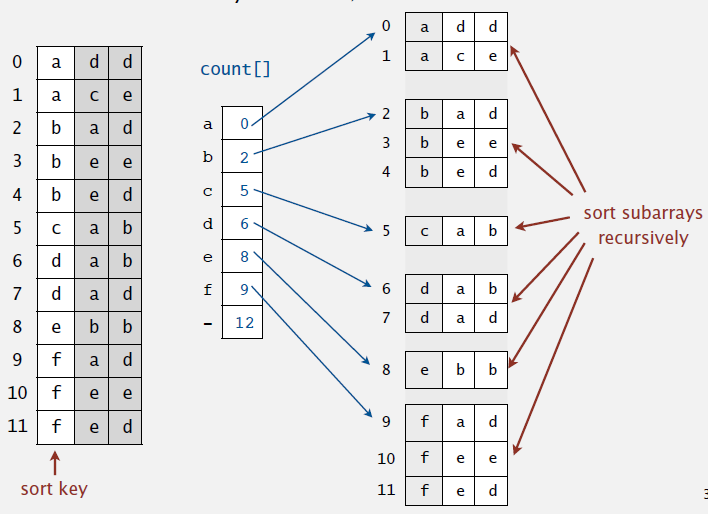 count[]
0 a d d
1 a c e
2 b a d
3 b e e
4 b e d
5 c a b
6 d a b
7 d a d
8 e b b
9 f a d
10 f e e
11 f e d
sort key
a 0
b 2
c 5
d 6
e 8
f 9
- 12
0 a d d
1 a c e
2 b a d
3 b e e
4 b e d
5 c a b
6 d a b
7 d a d
8 e b b
9 f a d
10 f e e
11 f e d
sort subarrays
recursively